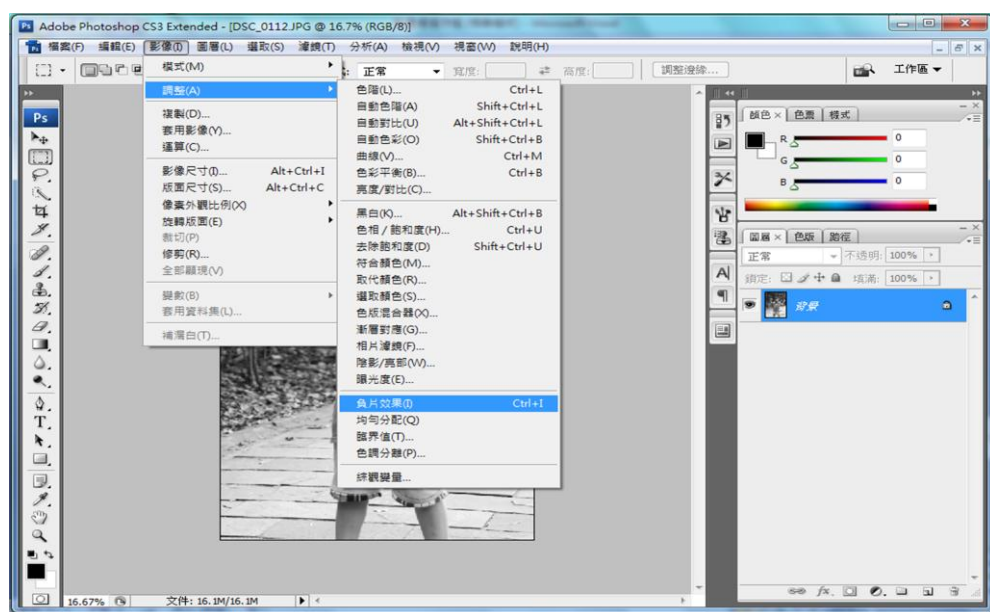 Adobe Photoshop CS3 Extended - [DSC_0112.JPG @ 16.7% (RGB/8)]
檔案(F) 編輯(E) 影像(I) 圖層(L) 選取(S) 濾鏡(T) 分析(A) 檢視(V) 視窗(W) 說明(H)
正常 寬度: 高度: 調整邊緣... 工作區
模式(M)
調整(A)
複製(D)...
套用影像(Y)...
運算(C)...
影像尺寸(I)... Alt+Ctrl+I
版面尺寸(S)... Alt+Ctrl+C
像素外觀比例(X)
旋轉版面(E)
裁切(P)
修剪(R)...
全部顯現(V)
變數(B)
套用資料集(L)...
補漏白(T)...
色階(L)... Ctrl+L
自動色階(A) Shift+Ctrl+L
自動對比(U) Alt+Shift+Ctrl+L
自動色彩(O) Shift+Ctrl+B
曲線(V)... Ctrl+M
色彩平衡(B)... Ctrl+B
亮度/對比(C)...
黑白(K)... Alt+Shift+Ctrl+B
色相/飽和度(H)... Ctrl+U
去除飽和度(D) Shift+Ctrl+U
符合顏色(M)...
取代顏色(R)...
選取顏色(S)...
色版混合器(X)...
漸層對應(G)...
相片濾鏡(F)...
陰影/亮部(W)...
曝光度(E)...
負片效果(I) Ctrl+I
均勻分配(Q)
臨界值(T)...
色調分離(P)...
綜觀變量...
Ps
顏色 × 色票 樣式
R 0
G 0
B 0
圖層 × 色版 路徑
正常 不透明: 100%
鎖定: 填滿: 100%
背景
16.67% 文件: 16.1M/16.1M